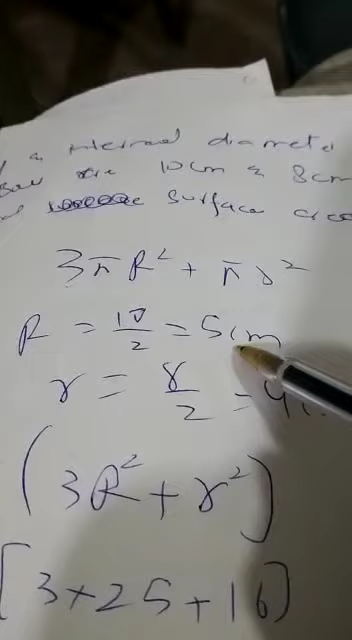 & internal diameter
10cm & 8cm
surface area
3πR² + πr²
R = 10/2 = 5cm
r = 8/2 = 4
(3R² + r²)
[3×25+16]